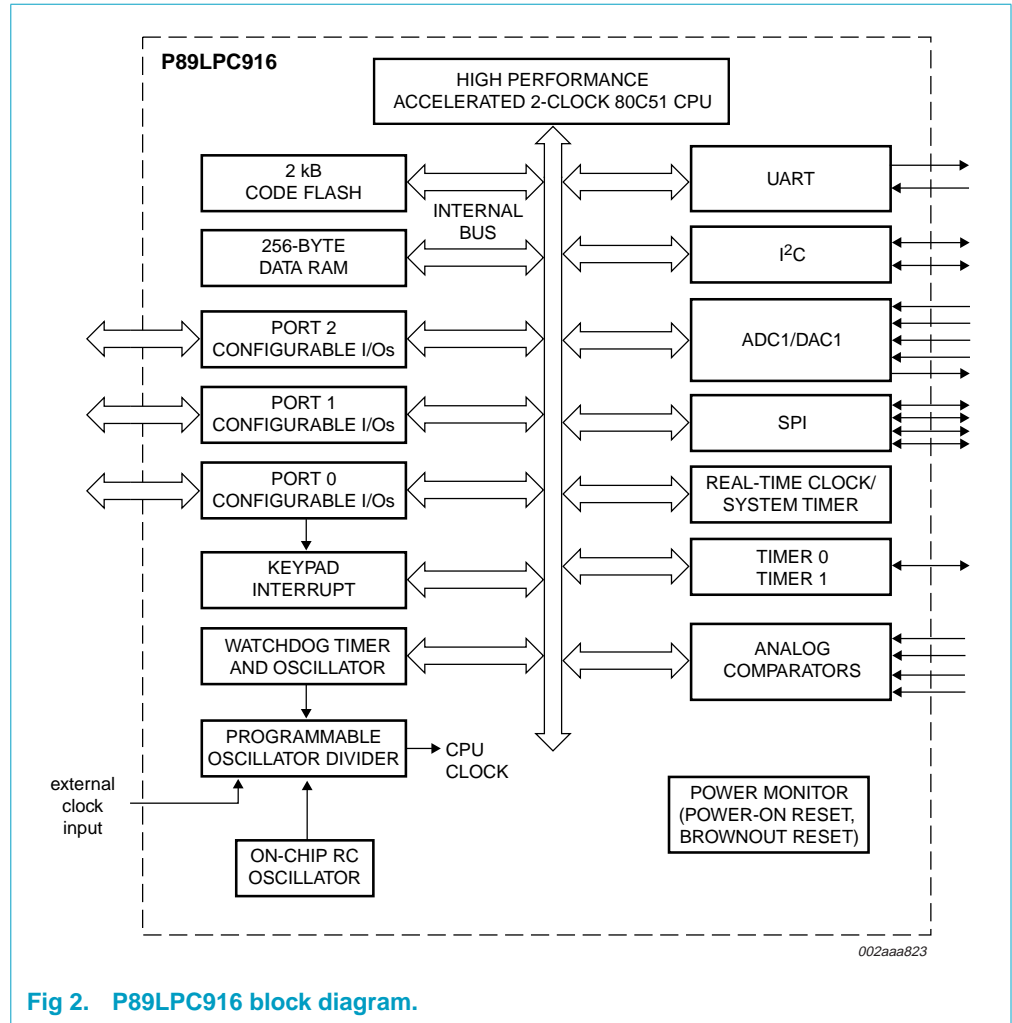 P89LPC916
HIGH PERFORMANCE
ACCELERATED 2-CLOCK 80C51 CPU
2 kB
CODE FLASH
INTERNAL
BUS
256-BYTE
DATA RAM
PORT 2
CONFIGURABLE I/Os
PORT 1
CONFIGURABLE I/Os
PORT 0
CONFIGURABLE I/Os
KEYPAD
INTERRUPT
WATCHDOG TIMER
AND OSCILLATOR
PROGRAMMABLE
OSCILLATOR DIVIDER
CPU
CLOCK
external
clock
input
ON-CHIP RC
OSCILLATOR
UART
I2C
ADC1/DAC1
SPI
REAL-TIME CLOCK/
SYSTEM TIMER
TIMER 0
TIMER 1
ANALOG
COMPARATORS
POWER MONITOR
(POWER-ON RESET,
BROWNOUT RESET)
002aaa823
Fig 2. P89LPC916 block diagram.